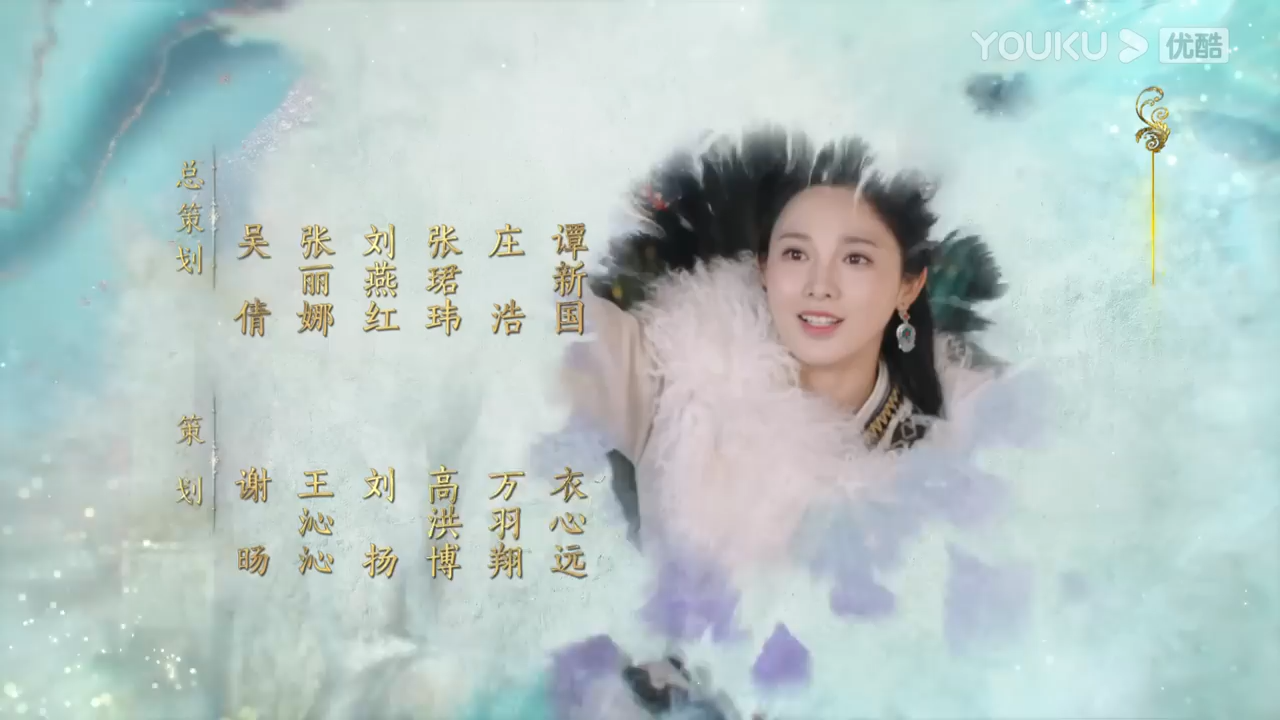 YOUKU 优酷
总策划
吴倩
张丽娜
刘燕红
张珺玮
庄浩
谭新国
策划
谢旸
王沁沁
刘扬
高洪博
万羽翔
衣心远